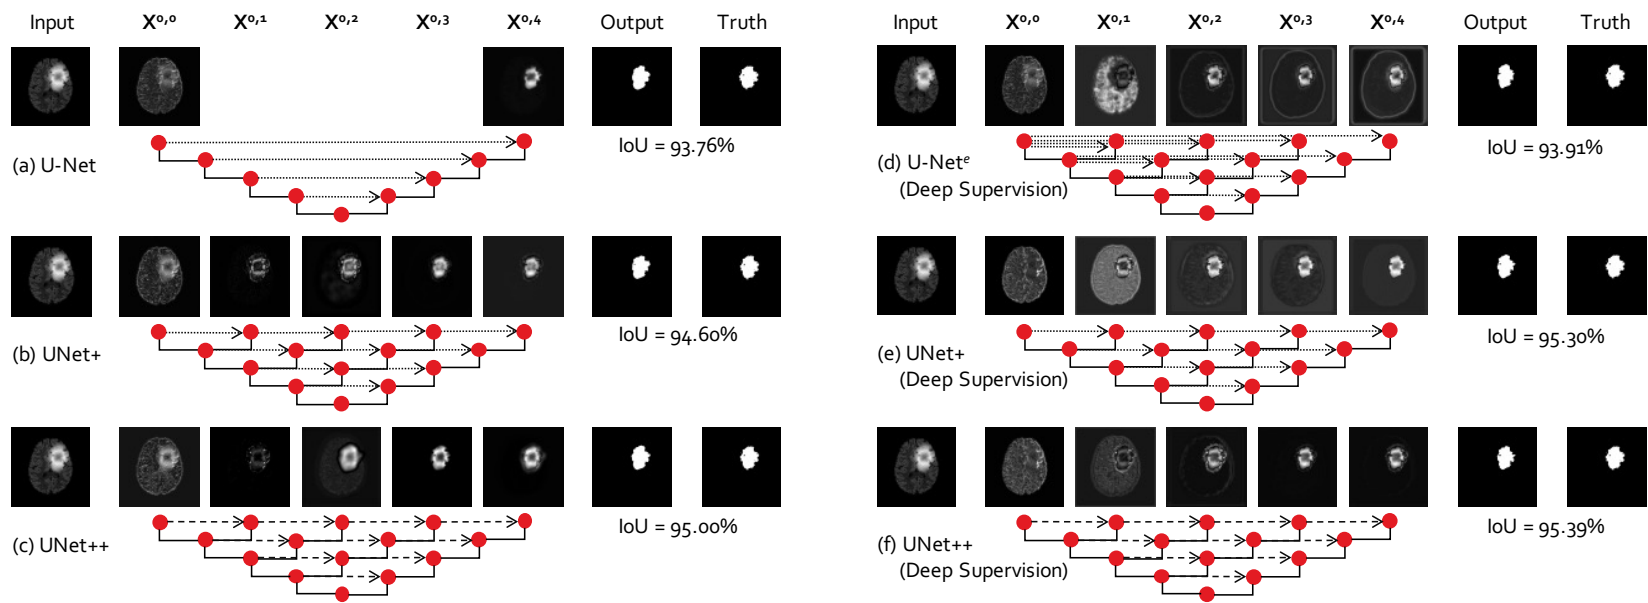 Input X⁰,⁰ X⁰,¹ X⁰,² X⁰,³ X⁰,⁴ Output Truth
IoU = 93.76%
(a) U-Net
IoU = 94.60%
(b) UNet+
IoU = 95.00%
(c) UNet++
Input X⁰,⁰ X⁰,¹ X⁰,² X⁰,³ X⁰,⁴ Output Truth
IoU = 93.91%
(d) U-Netᵉ
(Deep Supervision)
IoU = 95.30%
(e) UNet+
(Deep Supervision)
IoU = 95.39%
(f) UNet++
(Deep Supervision)